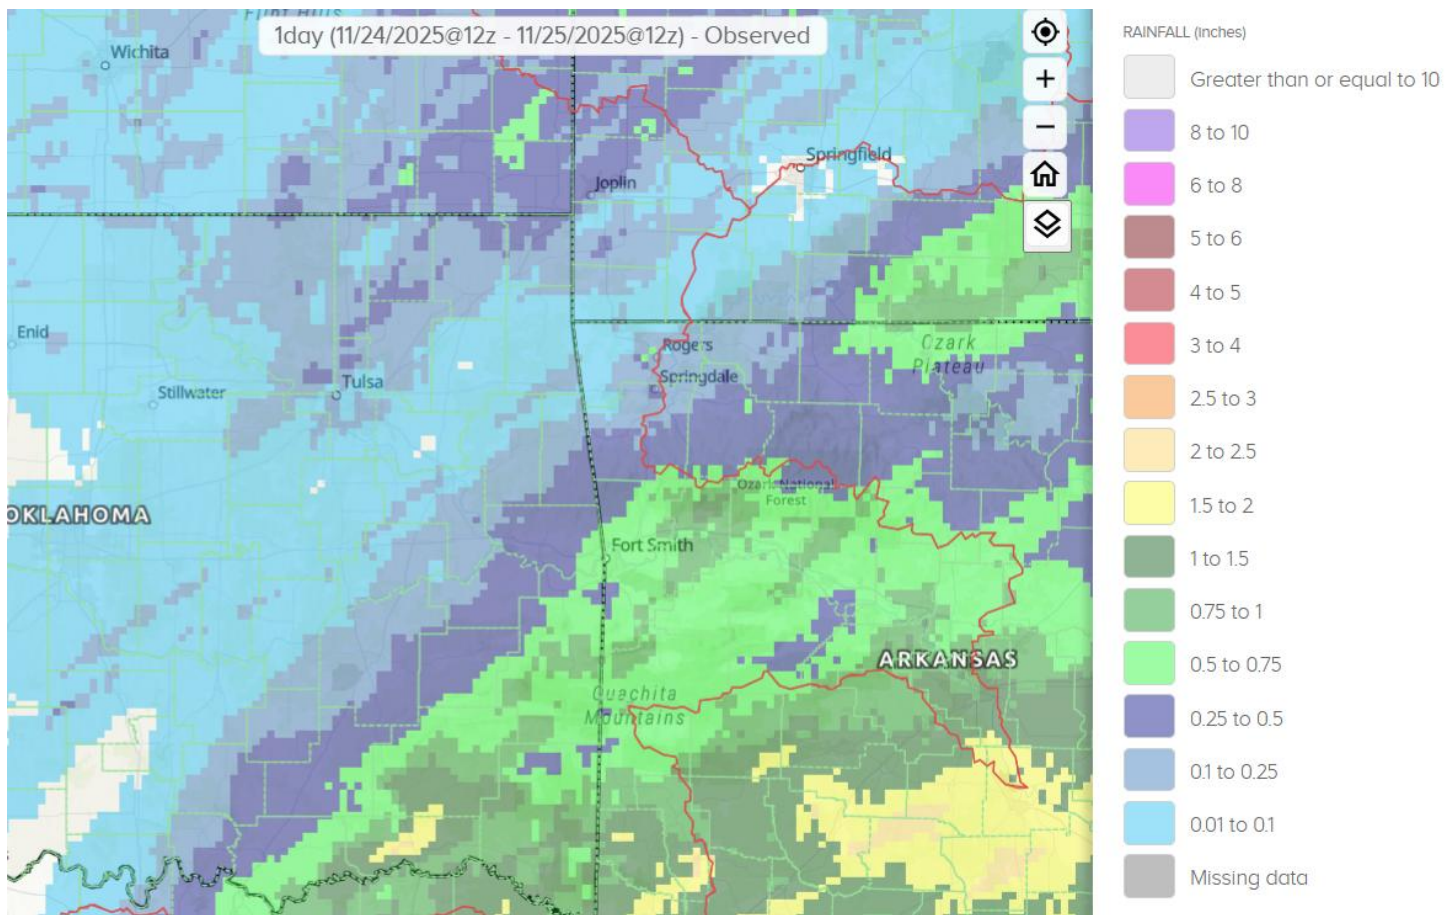 Flint Hills
1day (11/24/2025@12z - 11/25/2025@12z) - Observed
Wichita
Springfield
Joplin
Enid
Rogers
Ozark
Plateau
Springdale
Tulsa
Stillwater
Ozark National
Forest
OKLAHOMA
Fort Smith
ARKANSAS
Ouachita
Mountains
RAINFALL (Inches)
Greater than or equal to 10
8 to 10
6 to 8
5 to 6
4 to 5
3 to 4
2.5 to 3
2 to 2.5
1.5 to 2
1 to 1.5
0.75 to 1
0.5 to 0.75
0.25 to 0.5
0.1 to 0.25
0.01 to 0.1
Missing data